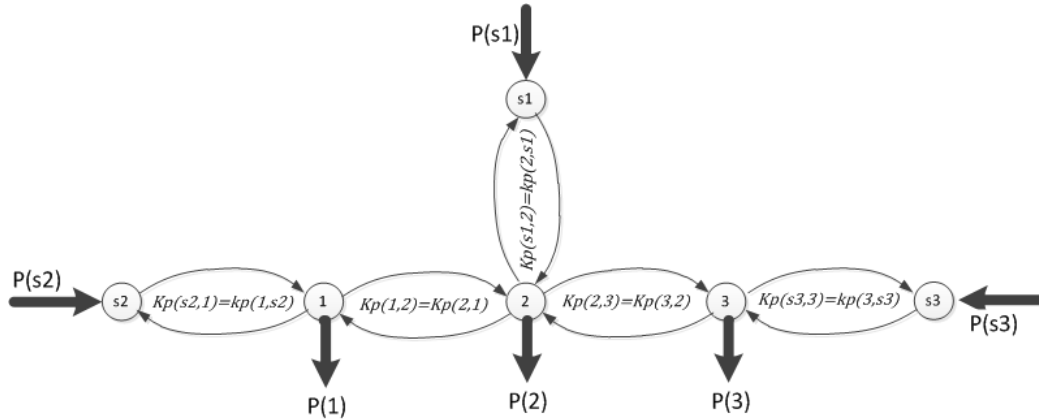 P(s1)
s1
Kp(s1,2)=kp(2,s1)
P(s2)
s2
Kp(s2,1)=kp(1,s2)
1
Kp(1,2)=Kp(2,1)
2
Kp(2,3)=Kp(3,2)
3
Kp(s3,3)=kp(3,s3)
s3
P(s3)
P(1)
P(2)
P(3)